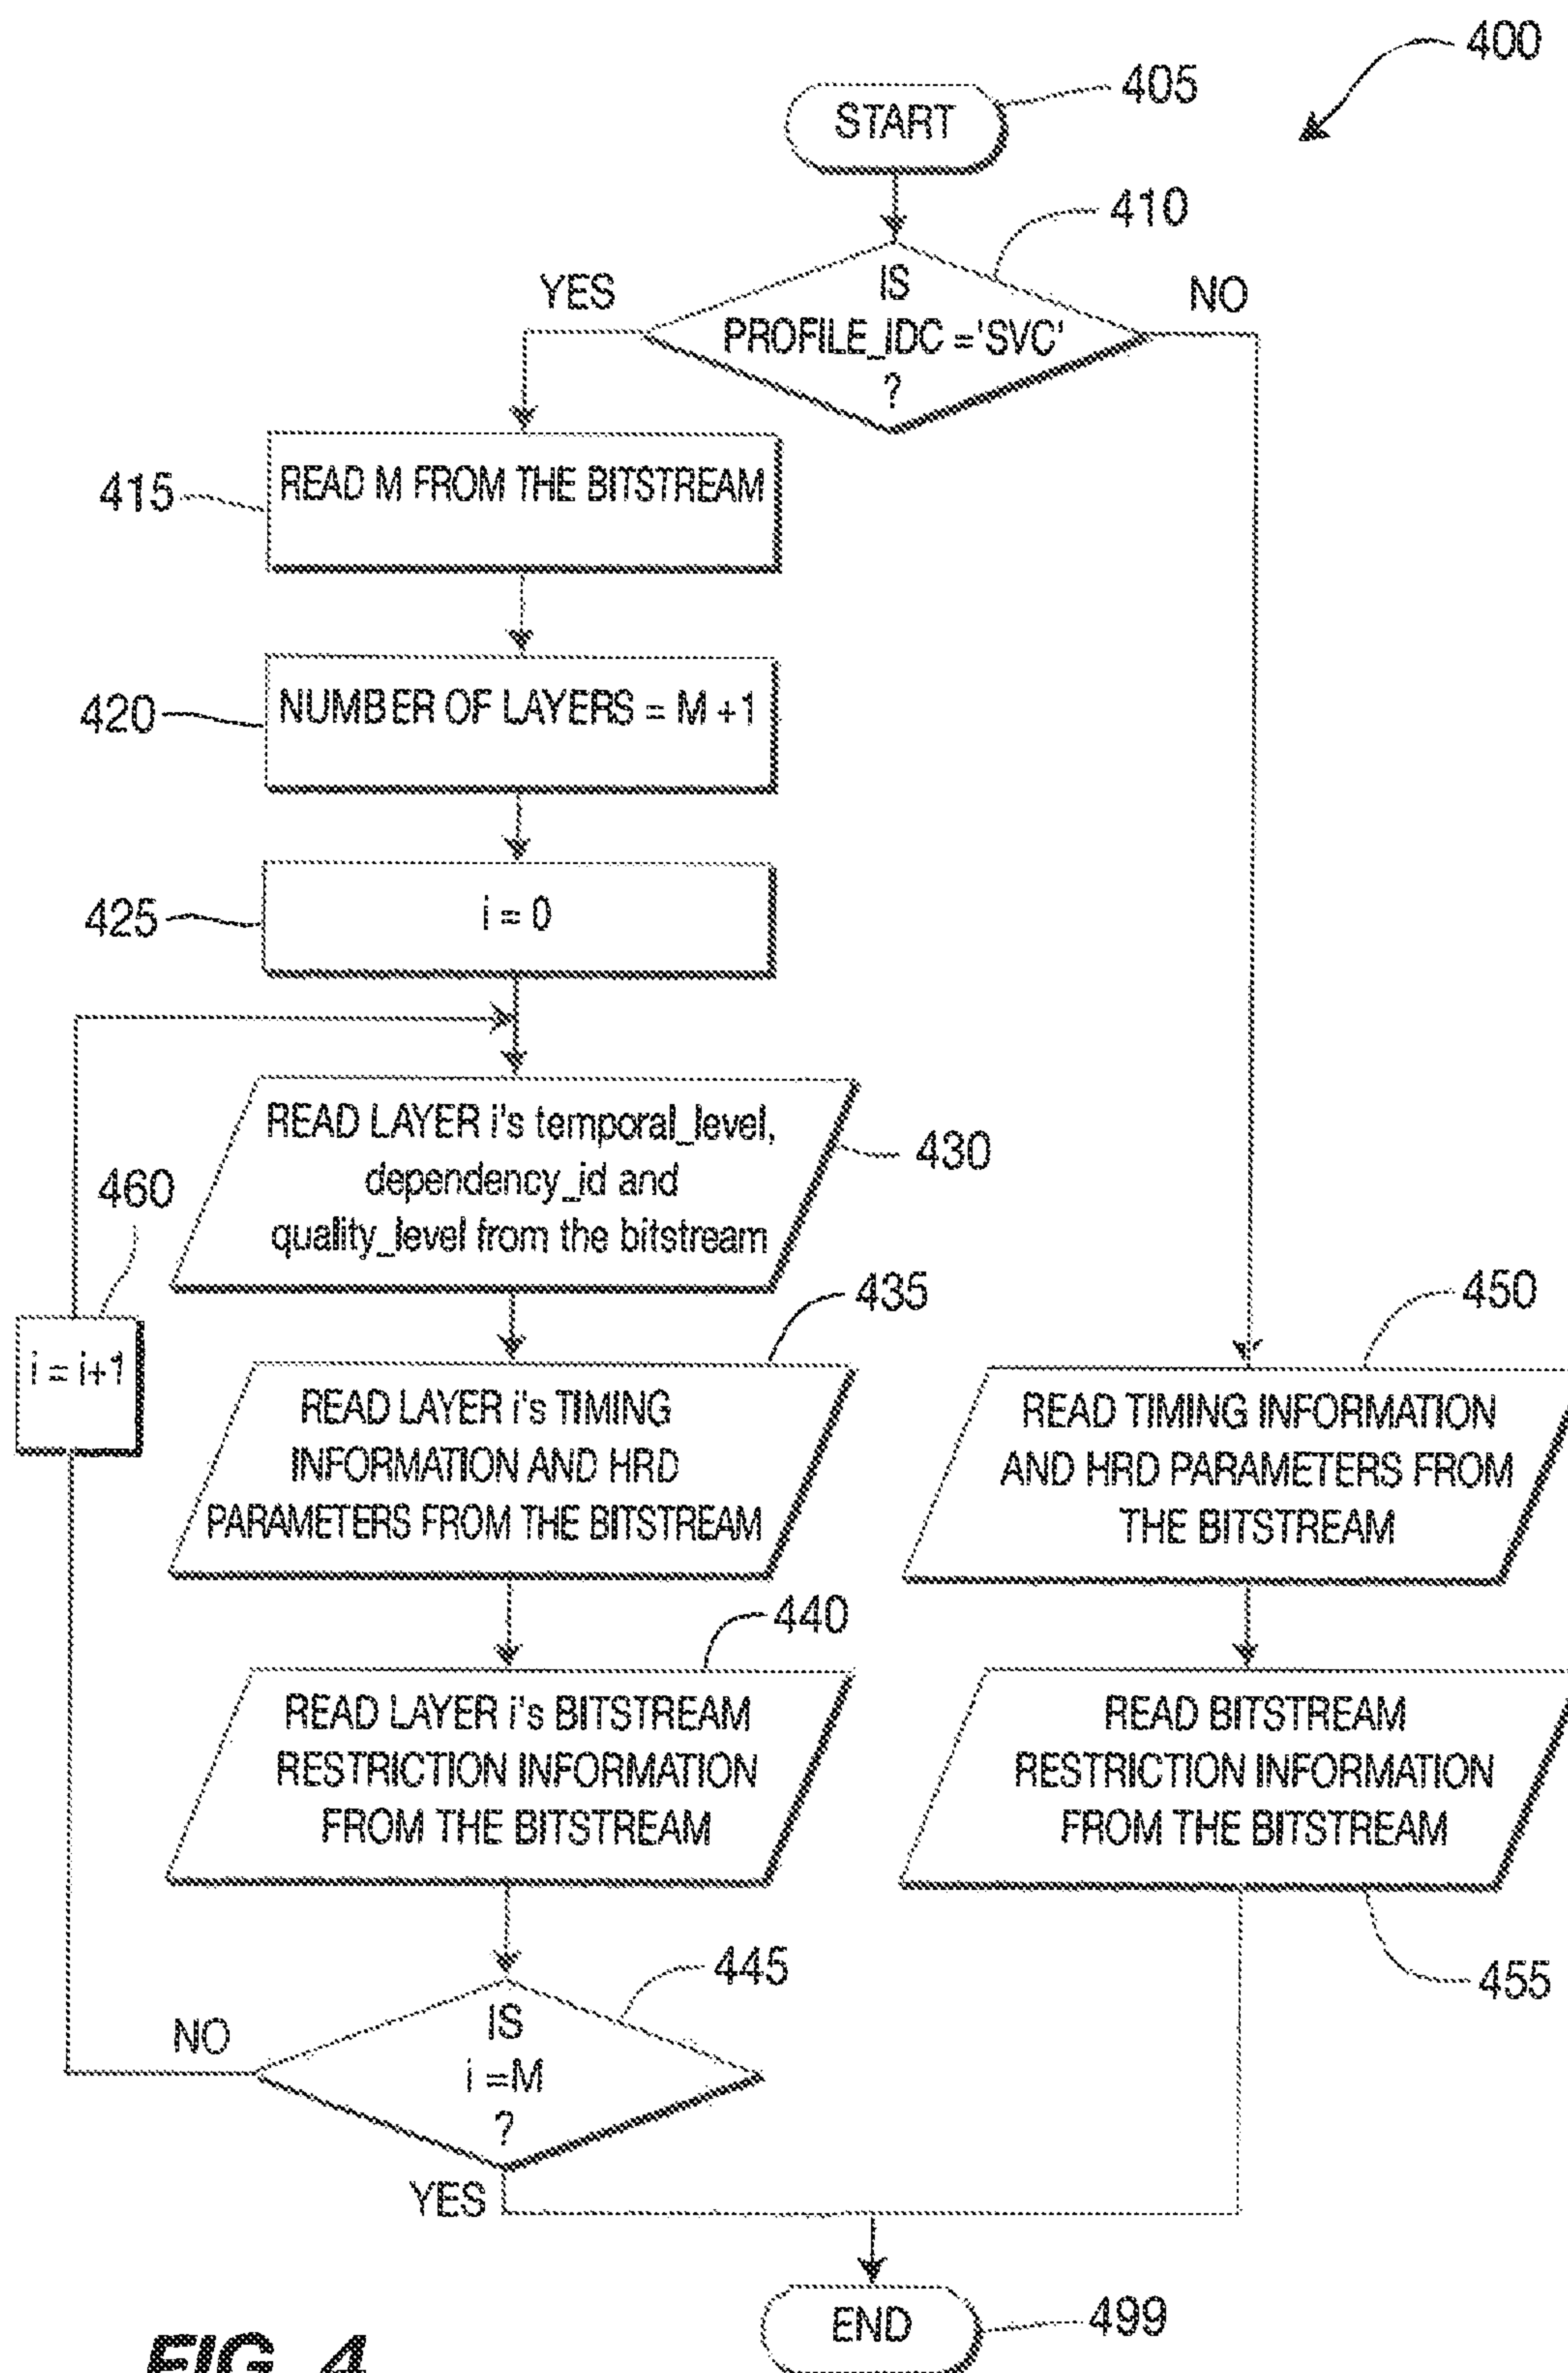 400
START
405
410
IS
PROFILE_IDC ='SVC'
?
YES
NO
READ M FROM THE BITSTREAM
415
NUMBER OF LAYERS = M +1
420
i = 0
425
READ LAYER i's temporal_level,
dependency_id and
quality_level from the bitstream
430
460
i = i+1
435
READ LAYER i's TIMING
INFORMATION AND HRD
PARAMETERS FROM THE BITSTREAM
450
READ TIMING INFORMATION
AND HRD PARAMETERS FROM
THE BITSTREAM
440
READ LAYER i's BITSTREAM
RESTRICTION INFORMATION
FROM THE BITSTREAM
READ BITSTREAM
RESTRICTION INFORMATION
FROM THE BITSTREAM
455
445
IS
i =M
?
NO
YES
END
499
FIG. 4